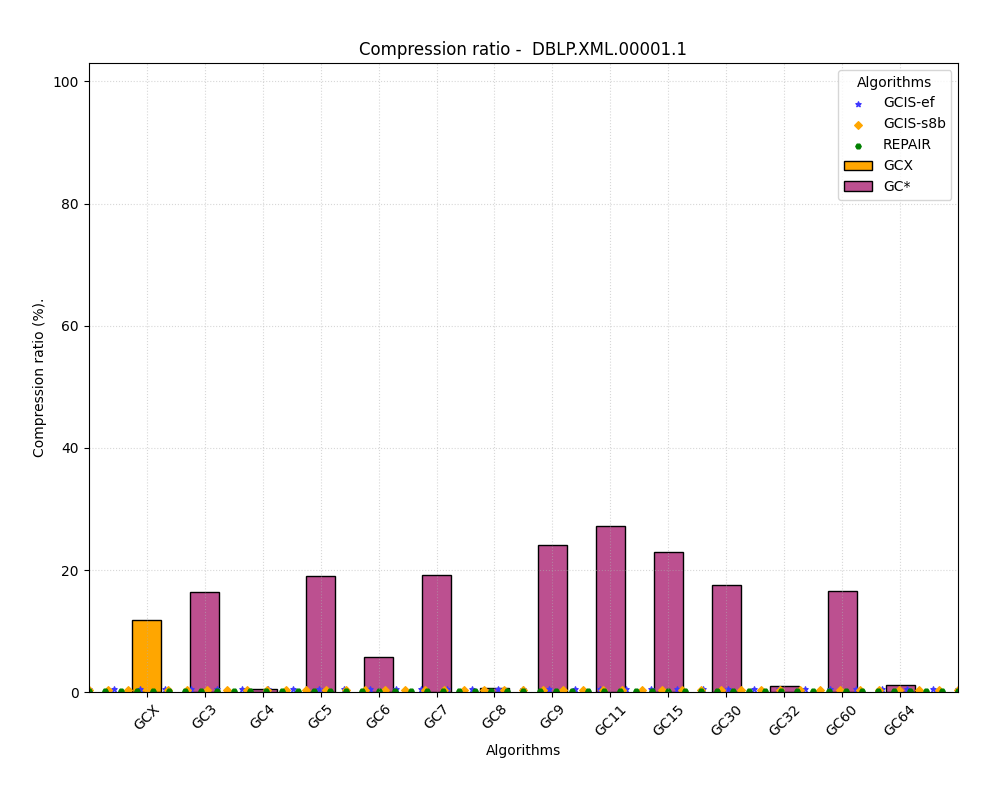 Compression ratio -  DBLP.XML.00001.1
100
80
60
40
20
0
Compression ratio (%).
Algorithms
GCIS-ef
GCIS-s8b
REPAIR
GCX
GC*
GCX
GC3
GC4
GC5
GC6
GC7
GC8
GC9
GC11
GC15
GC30
GC32
GC60
GC64
Algorithms